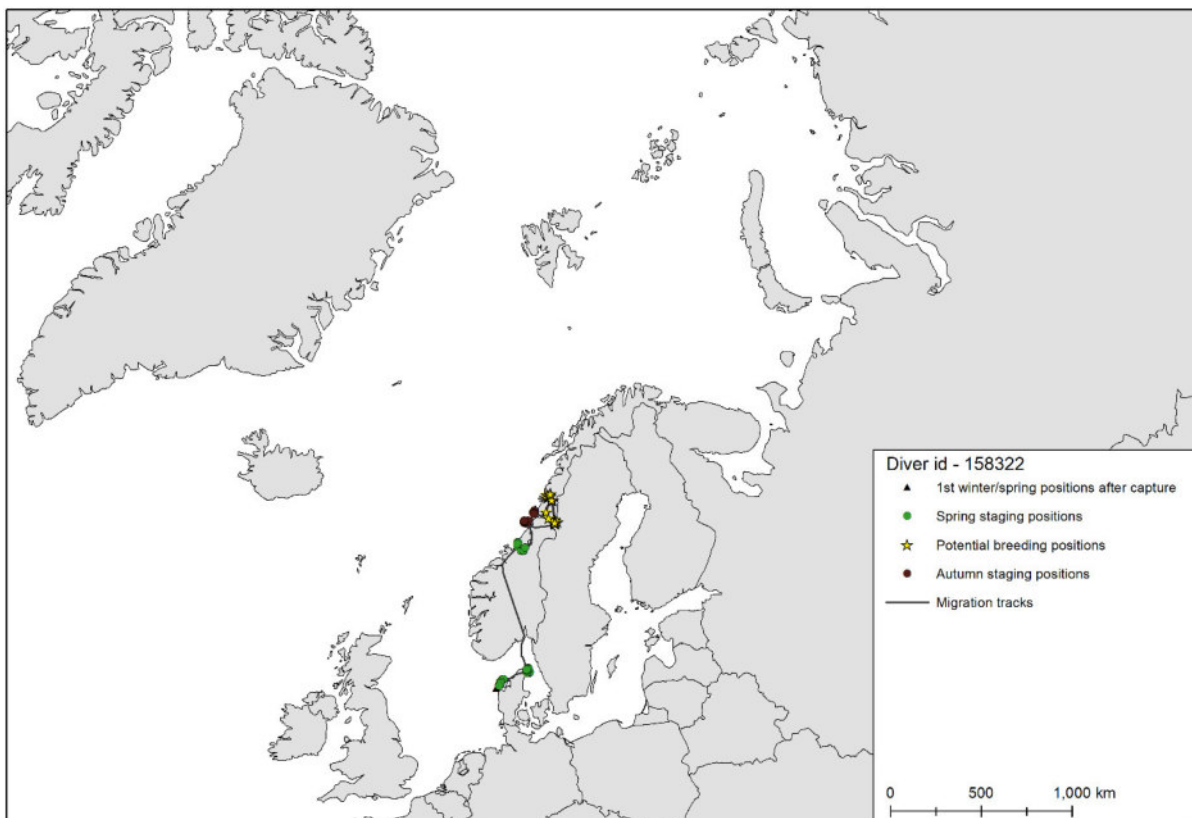 Diver id - 158322
1st winter/spring positions after capture
Spring staging positions
Potential breeding positions
Autumn staging positions
Migration tracks
0 500 1,000 km